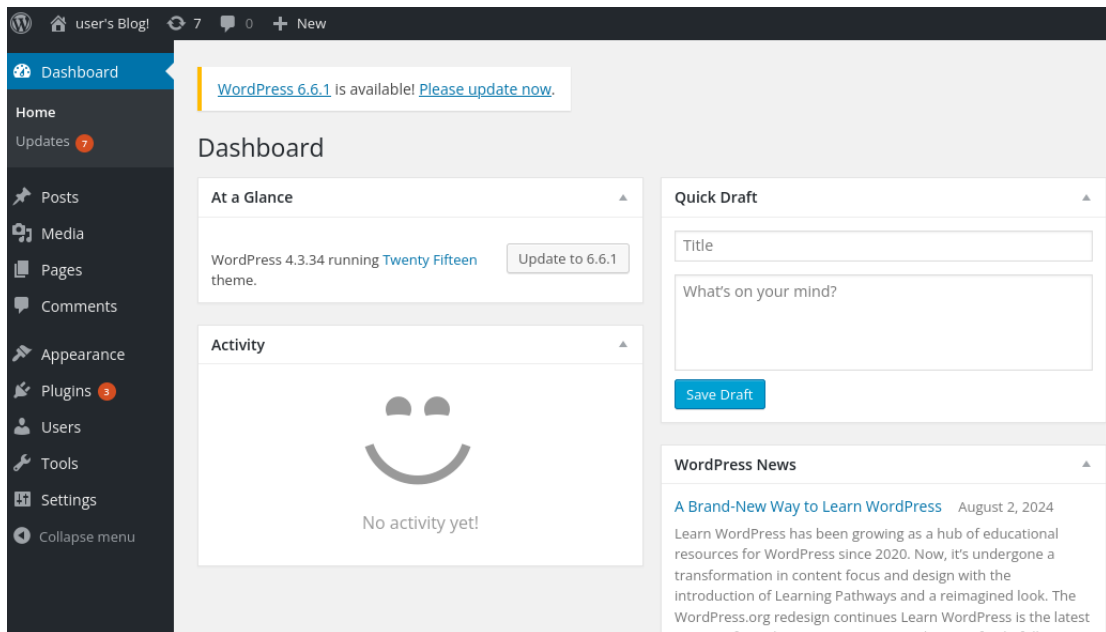 user's Blog! 7 0 + New
Dashboard
Home
Updates 7
Posts
Media
Pages
Comments
Appearance
Plugins 3
Users
Tools
Settings
Collapse menu
WordPress 6.6.1 is available! Please update now.
Dashboard
At a Glance
WordPress 4.3.34 running Twenty Fifteen
theme.
Update to 6.6.1
Activity
No activity yet!
Quick Draft
Title
What's on your mind?
Save Draft
WordPress News
A Brand-New Way to Learn WordPress August 2, 2024
Learn WordPress has been growing as a hub of educational
resources for WordPress since 2020. Now, it's undergone a
transformation in content focus and design with the
introduction of Learning Pathways and a reimagined look. The
WordPress.org redesign continues Learn WordPress is the latest